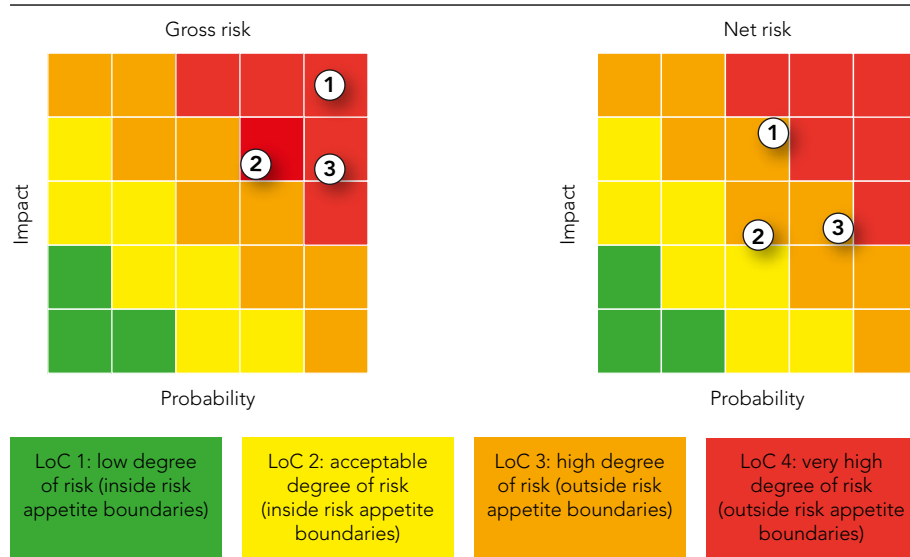 Gross risk
Net risk
1
2
3
1
2
3
Impact
Impact
Probability
Probability
LoC 1: low degree
of risk (inside risk
appetite boundaries)
LoC 2: acceptable
degree of risk
(inside risk appetite
boundaries)
LoC 3: high degree
of risk (outside risk
appetite boundaries)
LoC 4: very high
degree of risk
(outside risk appetite
boundaries)